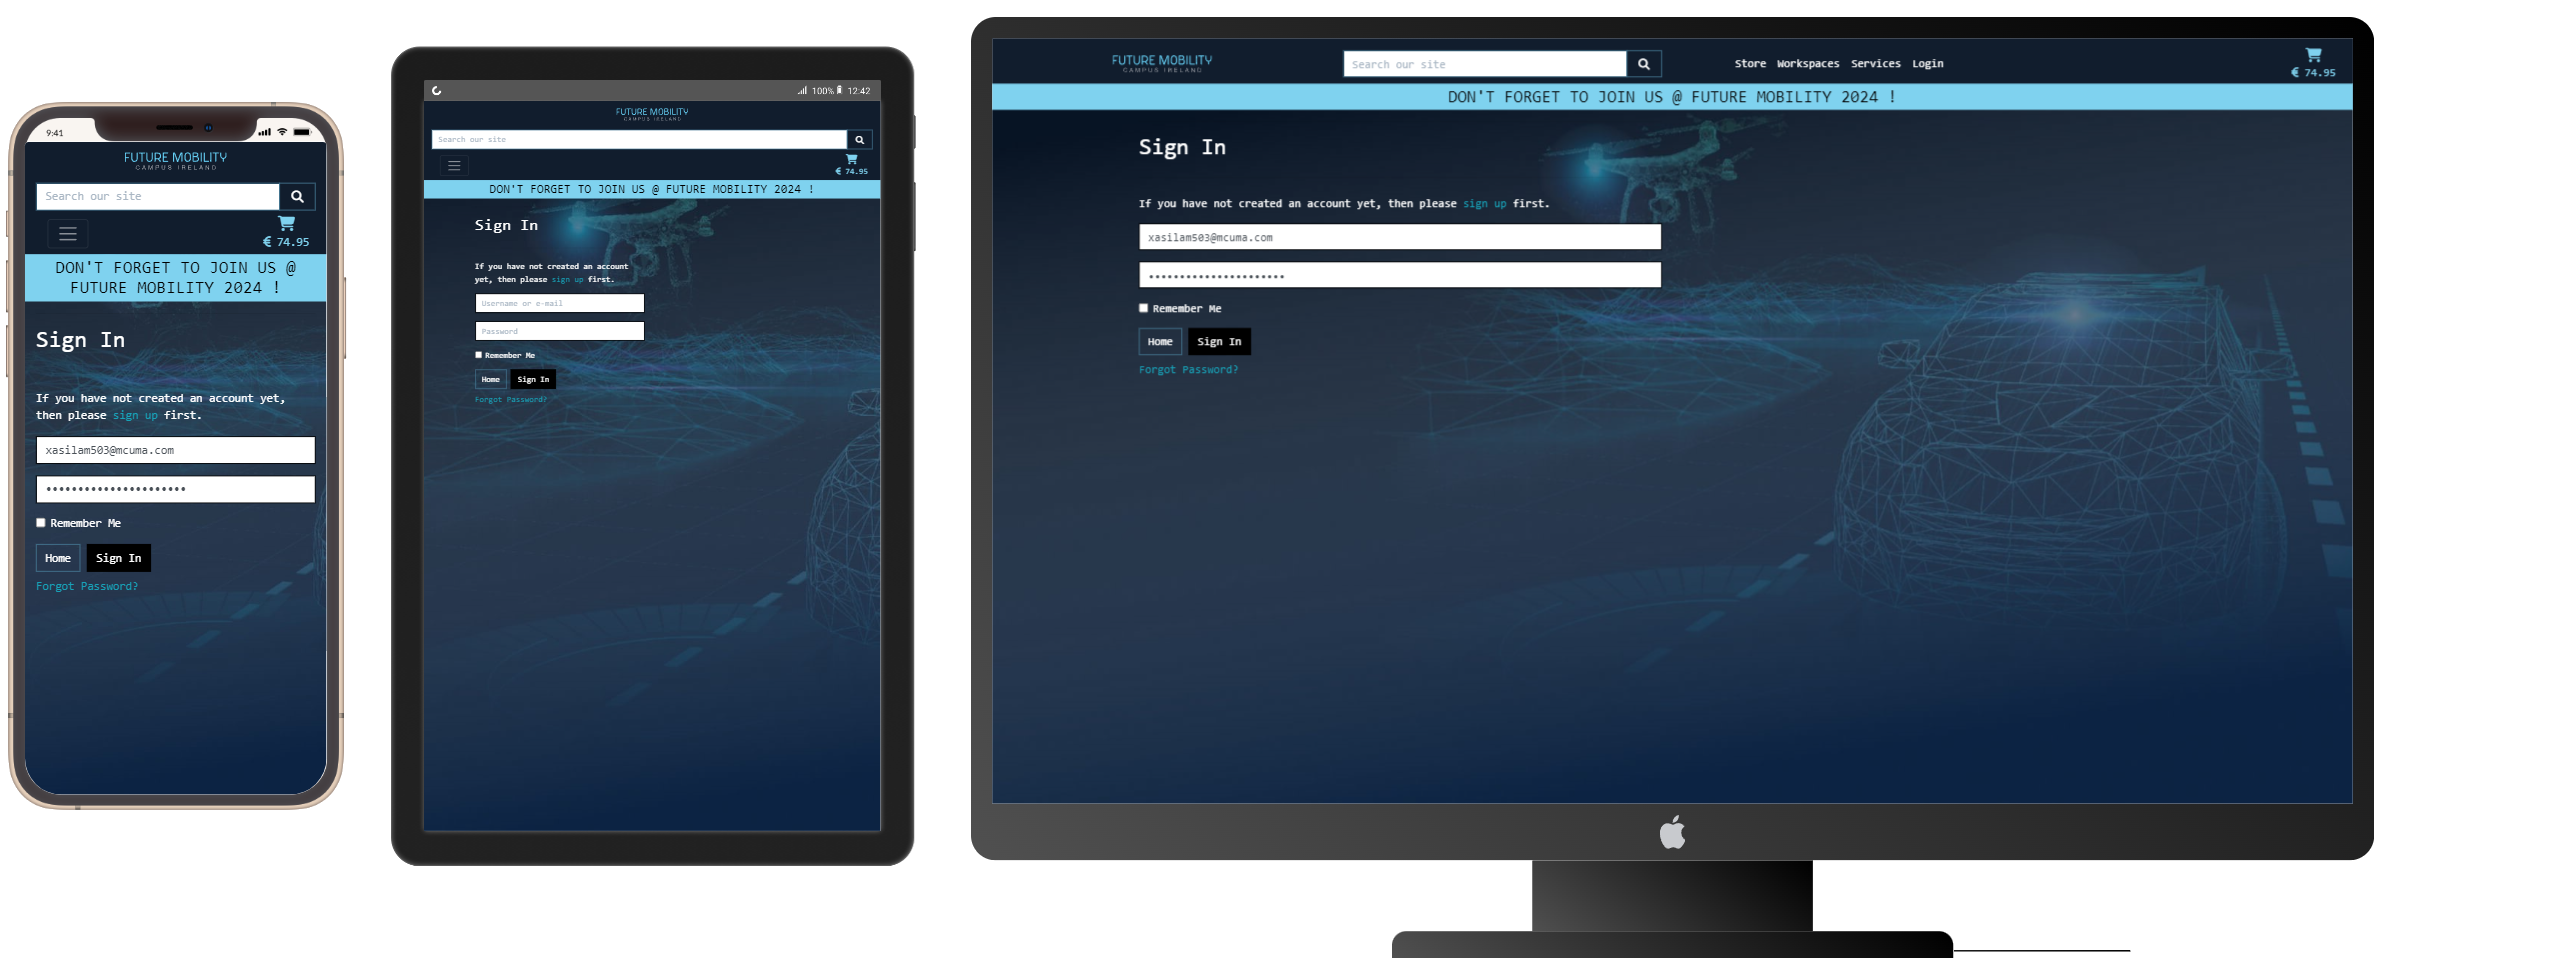 9:41
FUTURE MOBILITY
CAMPUS IRELAND
Search our site
€ 74.95
DON'T FORGET TO JOIN US @
FUTURE MOBILITY 2024 !
Sign In
If you have not created an account yet,
then please sign up first.
xasilam503@mcuma.com
••••••••••••••••••••••
Remember Me
Home Sign In
Forgot Password?
100% 12:42
FUTURE MOBILITY
CAMPUS IRELAND
Search our site
€ 74.95
DON'T FORGET TO JOIN US @ FUTURE MOBILITY 2024 !
Sign In
If you have not created an account
yet, then please sign up first.
Username or e-mail
Password
Remember Me
Home Sign In
Forgot Password?
FUTURE MOBILITY
CAMPUS IRELAND
Search our site
Store Workspaces Services Login
€ 74.95
DON'T FORGET TO JOIN US @ FUTURE MOBILITY 2024 !
Sign In
If you have not created an account yet, then please sign up first.
xasilam503@mcuma.com
••••••••••••••••••••••
Remember Me
Home Sign In
Forgot Password?